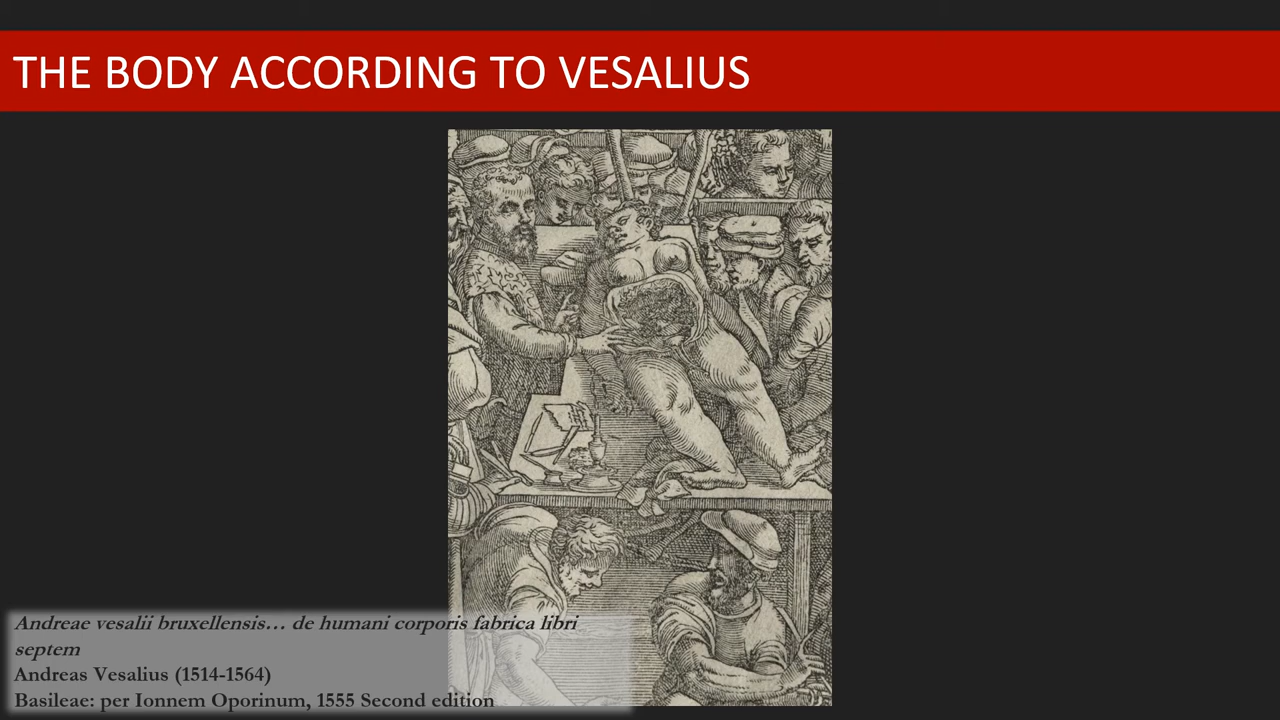 THE BODY ACCORDING TO VESALIUS
Andreae vesalii bruxellensis… de humani corporis fabrica libri
septem
Andreas Vesalius (1514-1564)
Basileae: per Ionnem Oporinum, 1555 Second edition